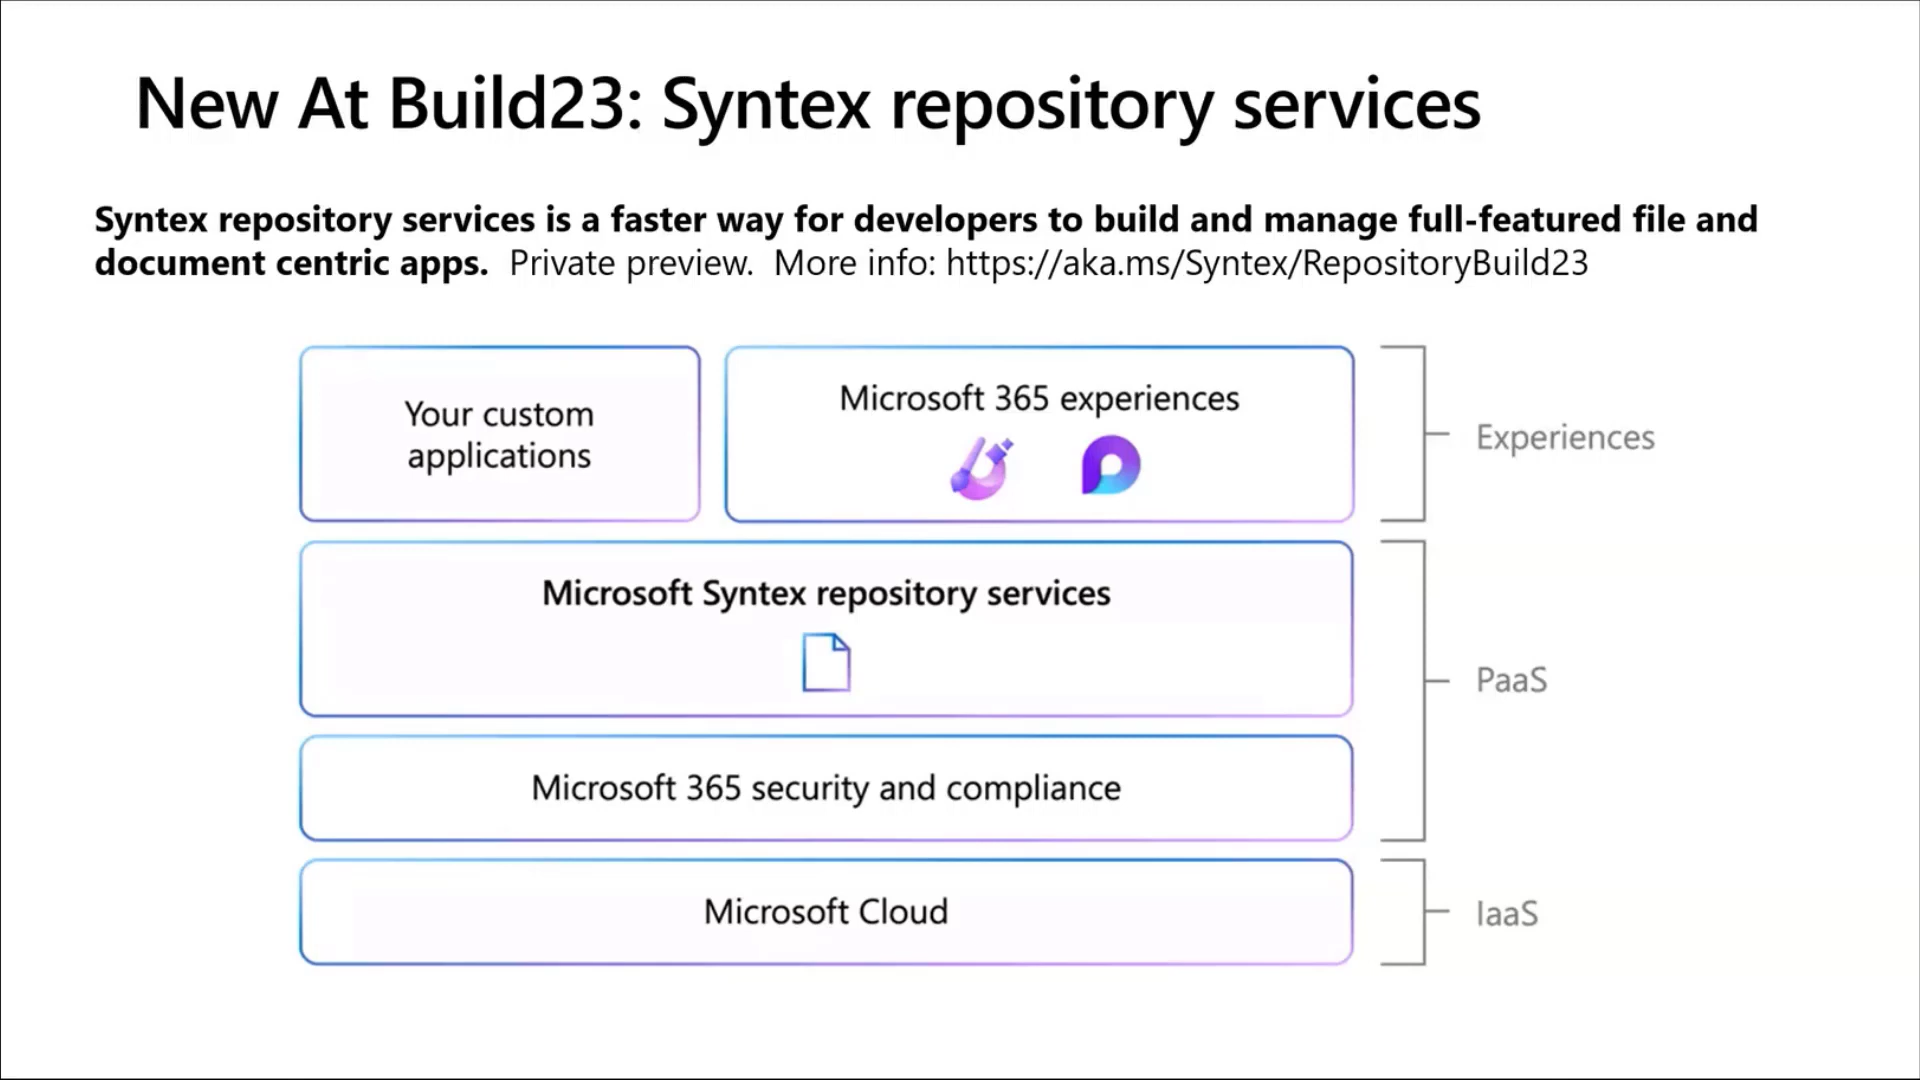 New At Build23: Syntex repository services
Syntex repository services is a faster way for developers to build and manage full-featured file and
document centric apps.  Private preview.  More info: https://aka.ms/Syntex/RepositoryBuild23
Your custom
applications
Microsoft 365 experiences
Experiences
Microsoft Syntex repository services
PaaS
Microsoft 365 security and compliance
Microsoft Cloud
IaaS